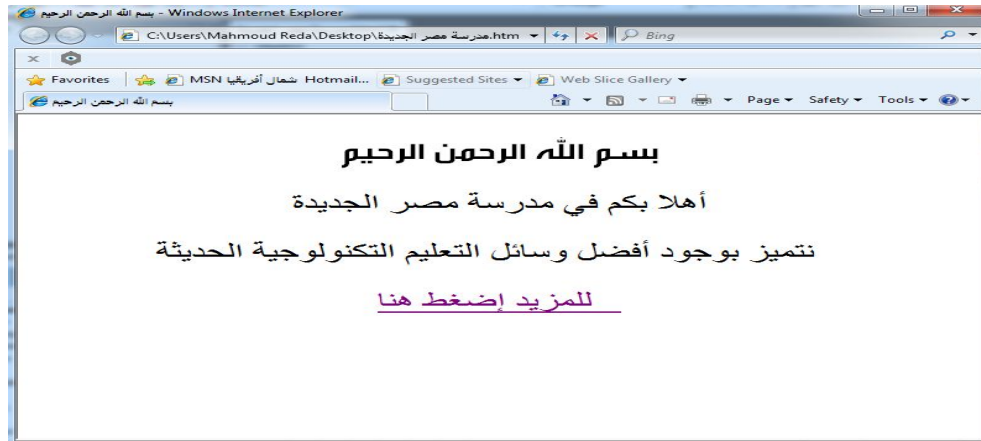 بسم الله الرحمن الرحيم - Windows Internet Explorer
C:\Users\Mahmoud Reda\Desktop\مدرسة مصر الجديدة.htm
Bing
Favorites MSN شمال أفريقيا Hotmail... Suggested Sites Web Slice Gallery
بسم الله الرحمن الرحيم Page Safety Tools
بسم الله الرحمن الرحيم
أهلا بكم في مدرسة مصر الجديدة
نتميز بوجود أفضل وسائل التعليم التكنولوجية الحديثة
للمزيد إضغط هنا